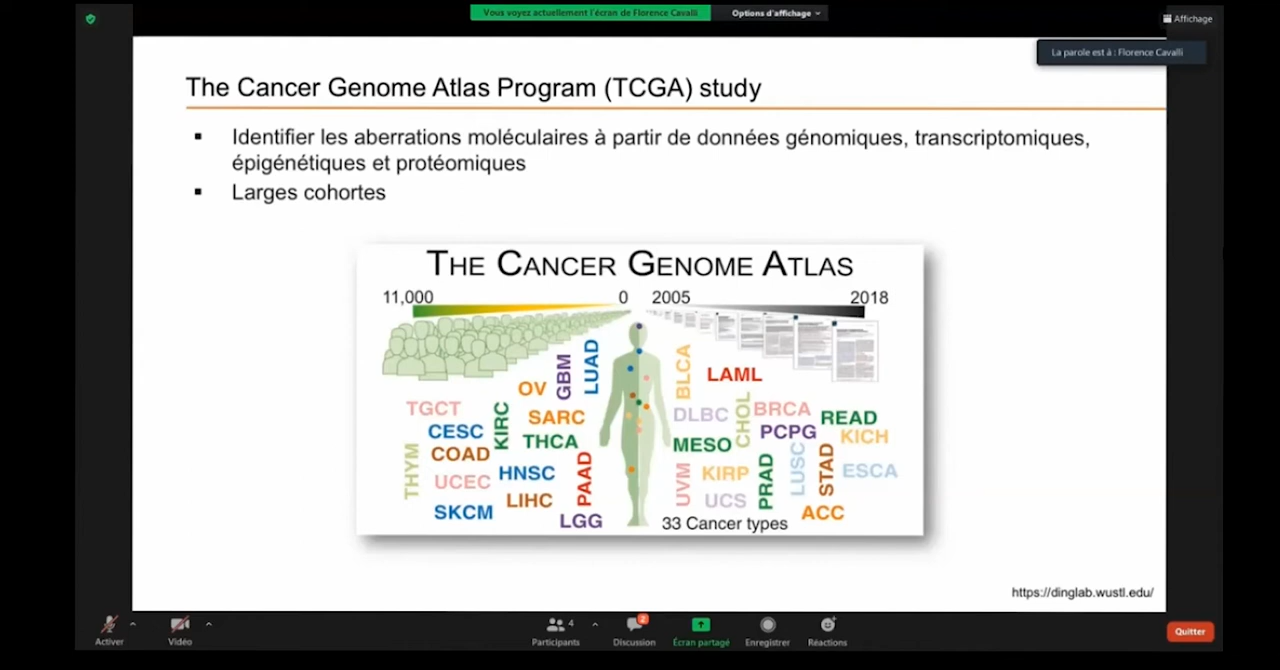 Vous voyez actuellement l'écran de Florence Cavalli
Options d'affichage
Affichage
La parole est à : Florence Cavalli
The Cancer Genome Atlas Program (TCGA) study
▪ Identifier les aberrations moléculaires à partir de données génomiques, transcriptomiques,
épigénétiques et protéomiques
▪ Larges cohortes
THE CANCER GENOME ATLAS
11,000 0 2005 2018
LUAD
GBM
OV
BLCA
LAML
TGCT
KIRC
SARC
DLBC
CHOL
BRCA
READ
CESC
THCA
MESO
PCPG
KICH
THYM
COAD
UCEC
HNSC
PAAD
UVM
KIRP
PRAD
LUSC
STAD
ESCA
SKCM
LIHC
LGG
UCS
ACC
33 Cancer types
https://dinglab.wustl.edu/
Activer
Vidéo
4
Participants
2
Discussion
Écran partagé
Enregistrer
Réactions
Quitter